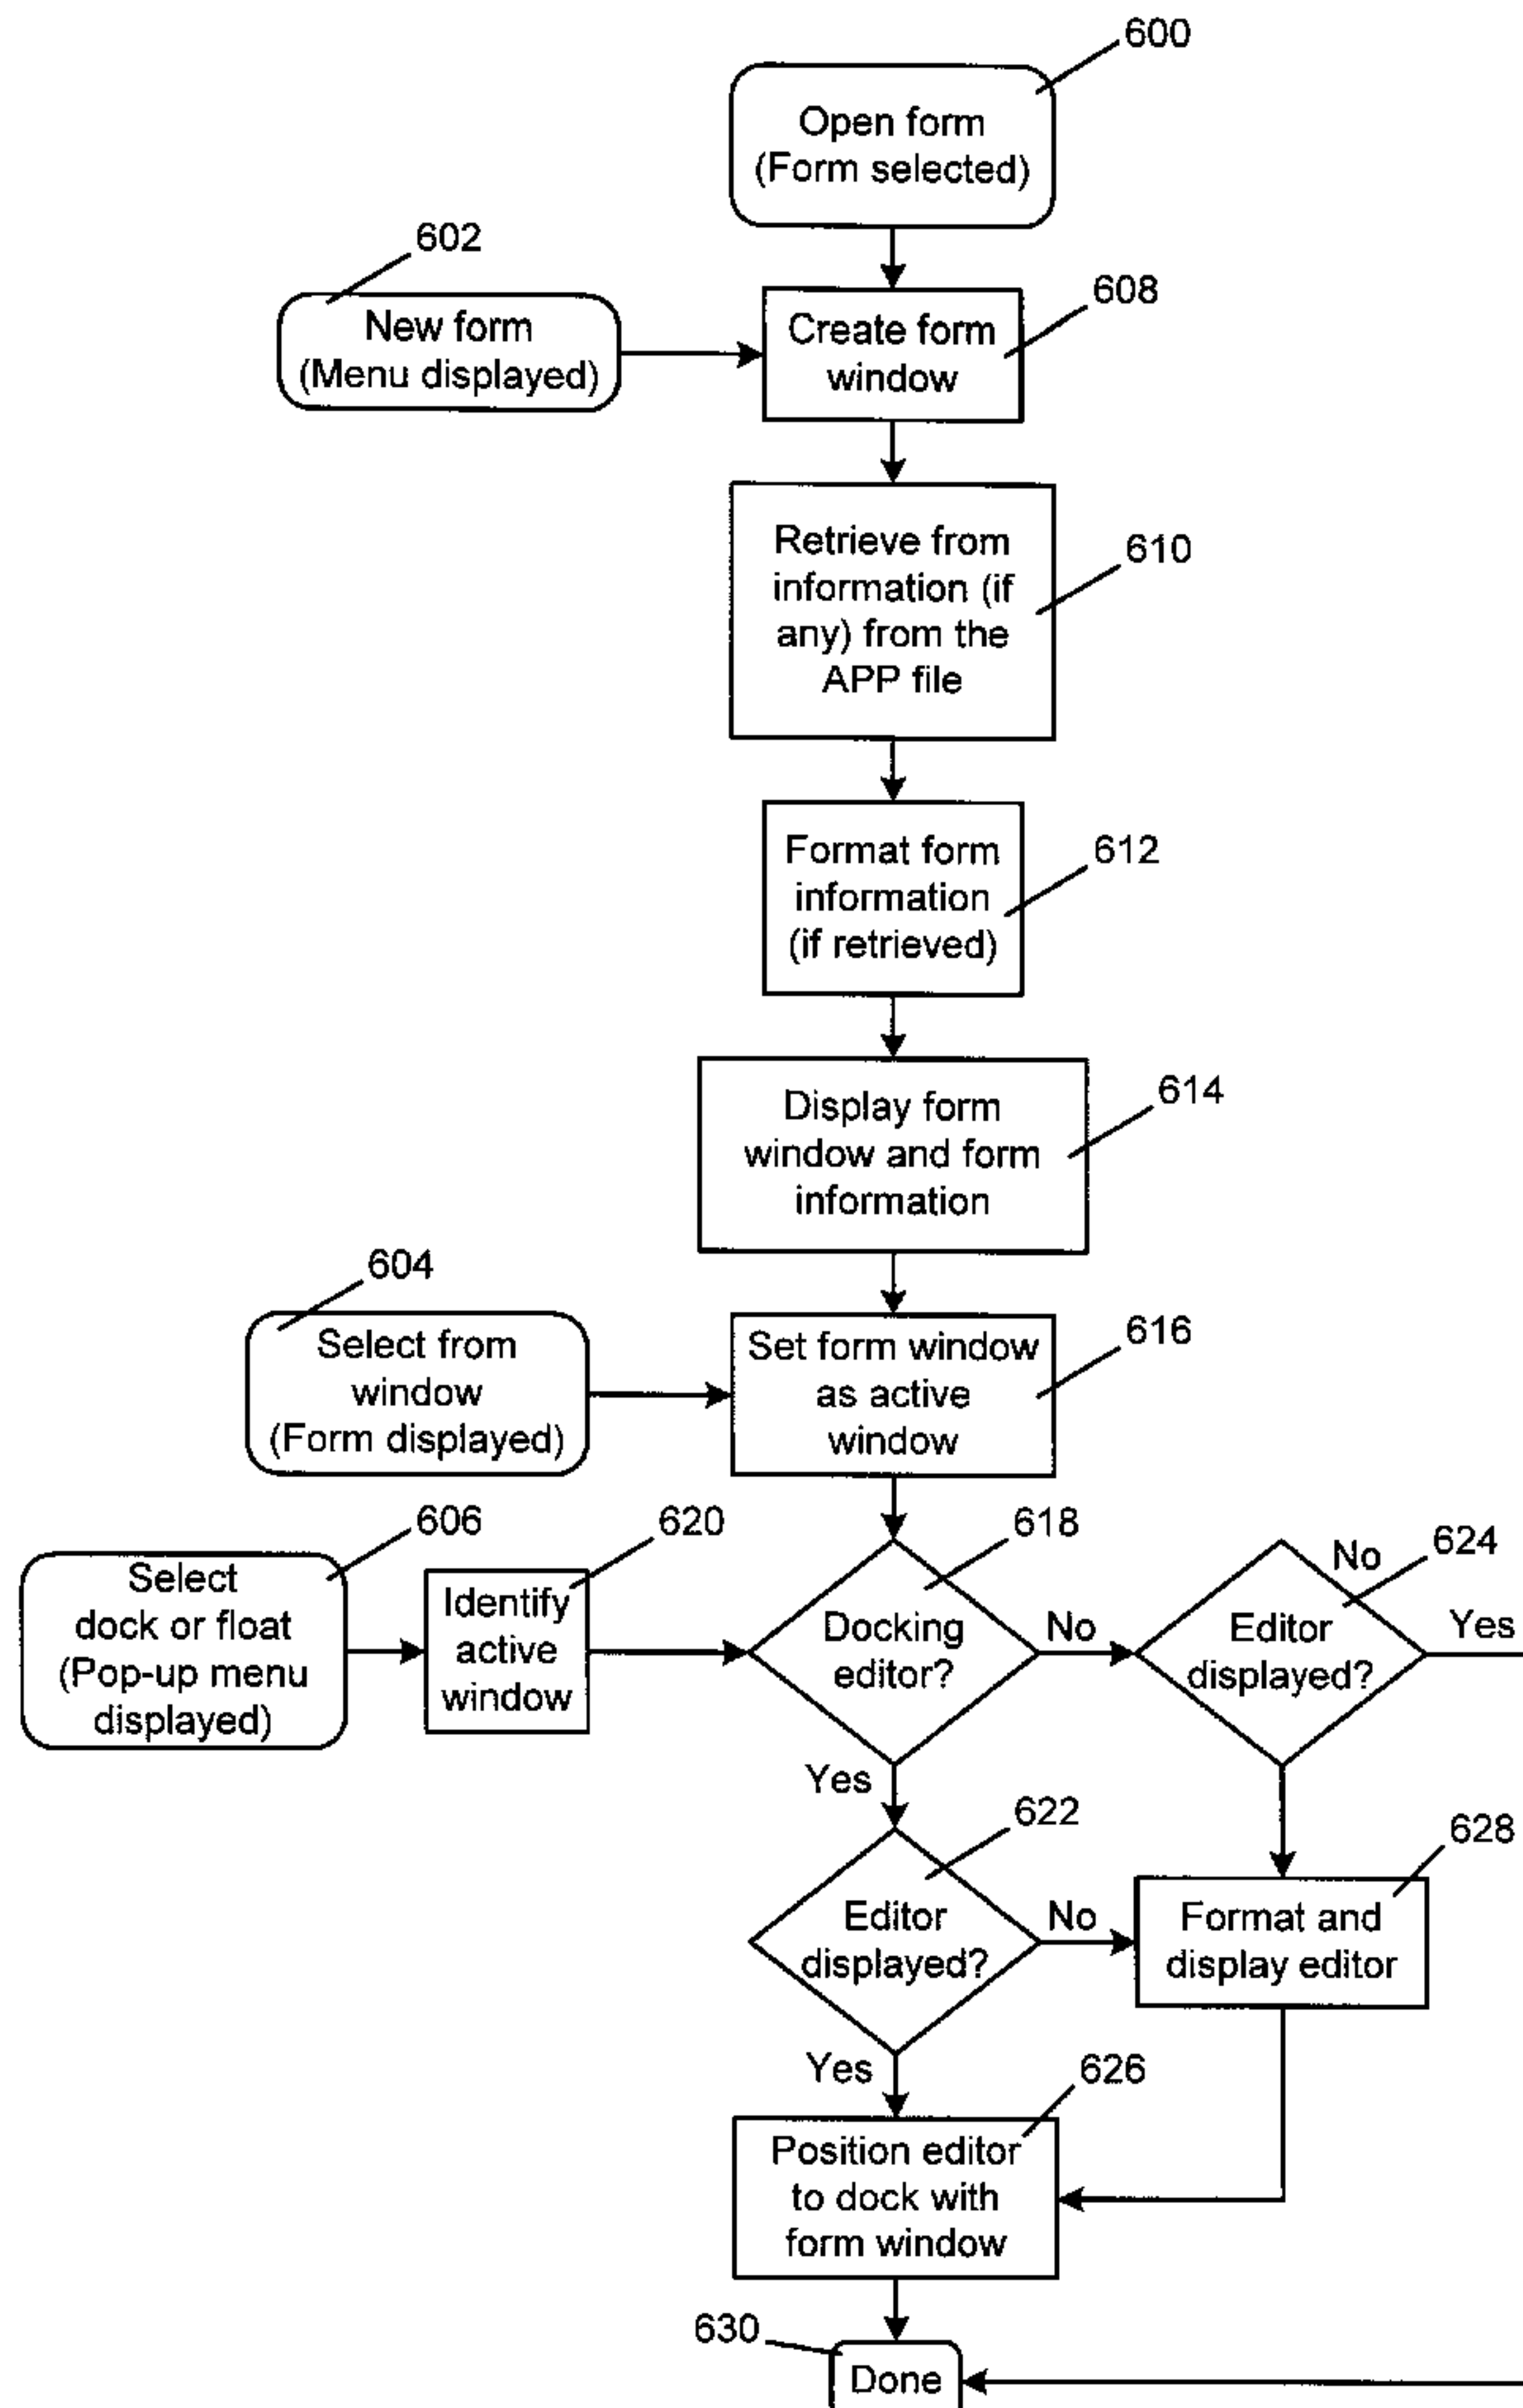 600
Open form
(Form selected)
602
New form
(Menu displayed)
608
Create form
window
610
Retrieve from
information (if
any) from the
APP file
612
Format form
information
(if retrieved)
614
Display form
window and form
information
604
Select from
window
(Form displayed)
616
Set form window
as active
window
606
Select
dock or float
(Pop-up menu
displayed)
620
Identify
active
window
618
Docking
editor?
No
Yes
624
No
Editor
displayed?
Yes
622
Editor
displayed?
No
Yes
628
Format and
display editor
626
Position editor
to dock with
form window
630
Done